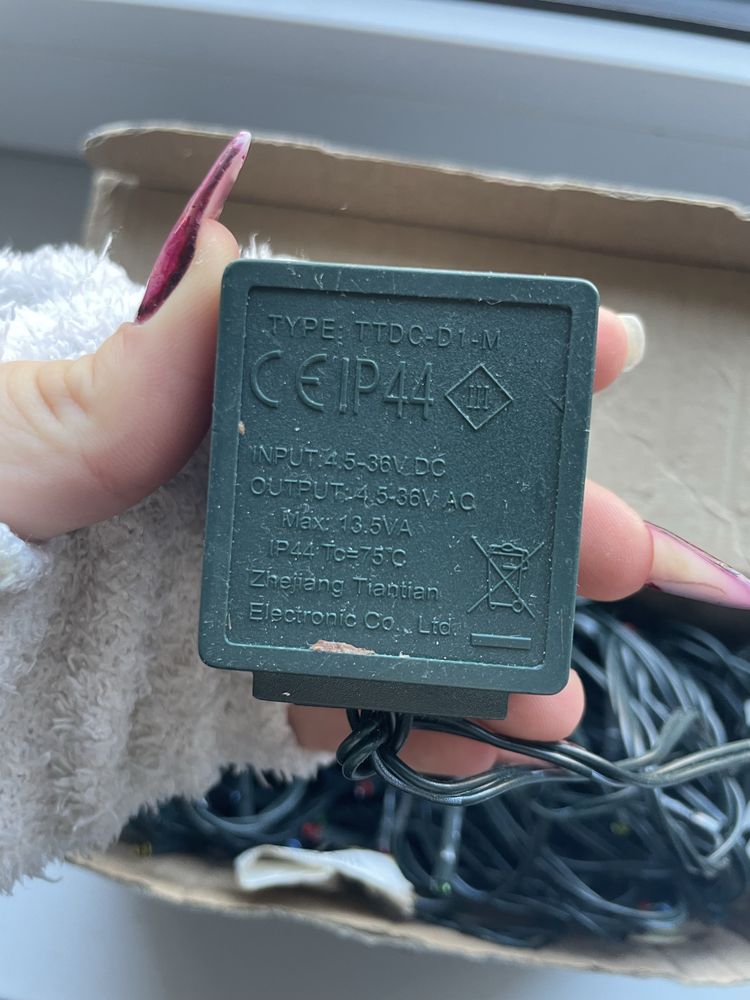 TYPE: TTDC-D1-M
CE IP44 III
INPUT:4.5-36V DC
OUTPUT:4.5-36V AC
Max: 13.5VA
IP44 Tc=75°C
Zhejiang Tiantian
Electronic Co., Ltd.